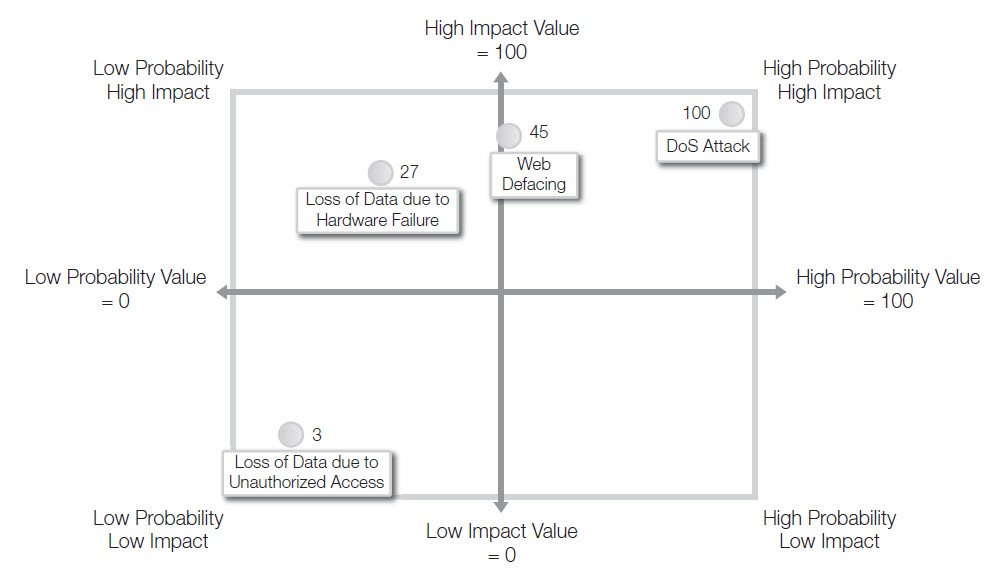 High Impact Value
= 100
Low Probability
High Impact
High Probability
High Impact
100
DoS Attack
45
Web
Defacing
27
Loss of Data due to
Hardware Failure
Low Probability Value
= 0
High Probability Value
= 100
3
Loss of Data due to
Unauthorized Access
Low Probability
Low Impact
Low Impact Value
= 0
High Probability
Low Impact